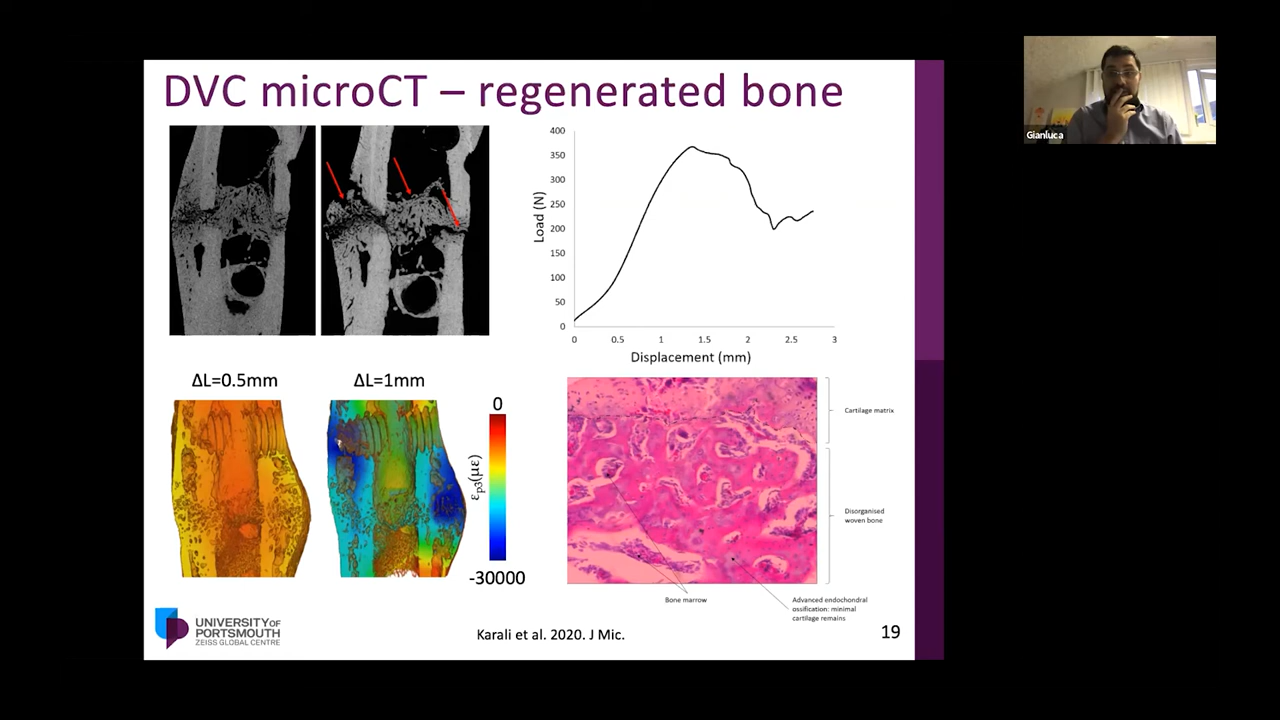 DVC microCT – regenerated bone
Gianluca
400
350
300
250
200
150
100
50
0
Load (N)
0 0.5 1 1.5 2 2.5 3
Displacement (mm)
ΔL=0.5mm
ΔL=1mm
0
εp3(με)
-30000
Cartilage matrix
Disorganised
woven bone
Bone marrow
Advanced endochondral
ossification: minimal
cartilage remains
UNIVERSITY OF
PORTSMOUTH
ZEISS GLOBAL CENTRE
Karali et al. 2020. J Mic.
19